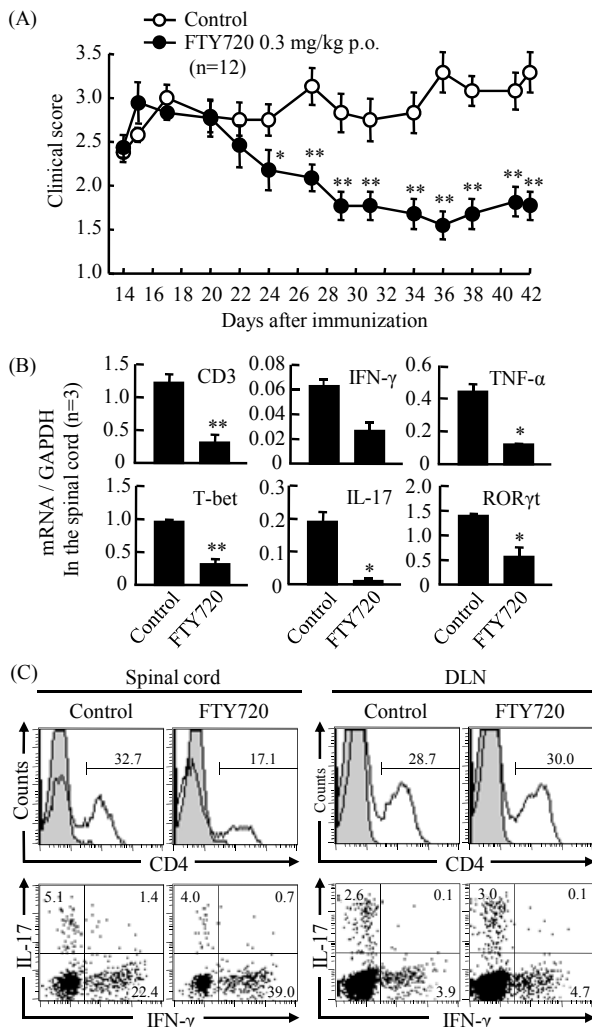 (A)
Control
FTY720 0.3 mg/kg p.o.
(n=12)
Clinical score
3.5
3.0
2.5
2.0
1.5
1.0
* ** ** ** ** ** ** ** **
14 16 18 20 22 24 26 28 30 32 34 36 38 40 42
Days after immunization
(B)
mRNA / GAPDH
In the spinal cord (n=3)
CD3
1.5
1.0
0.5
0
**
IFN-γ
0.08
0.06
0.04
0.02
0
TNF-α
0.6
0.4
0.2
0
*
T-bet
1.5
1.0
0.5
0
**
IL-17
0.3
0.2
0.1
0
*
RORγt
2.0
1.5
1.0
0.5
0
*
Control FTY720 Control FTY720 Control FTY720
(C)
Spinal cord DLN
Control FTY720 Control FTY720
Counts 32.7 17.1 Counts 28.7 30.0
CD4 CD4
IL-17 5.1 1.4 4.0 0.7 IL-17 2.6 0.1 3.0 0.1
22.4 39.0 3.9 4.7
IFN-γ IFN-γ